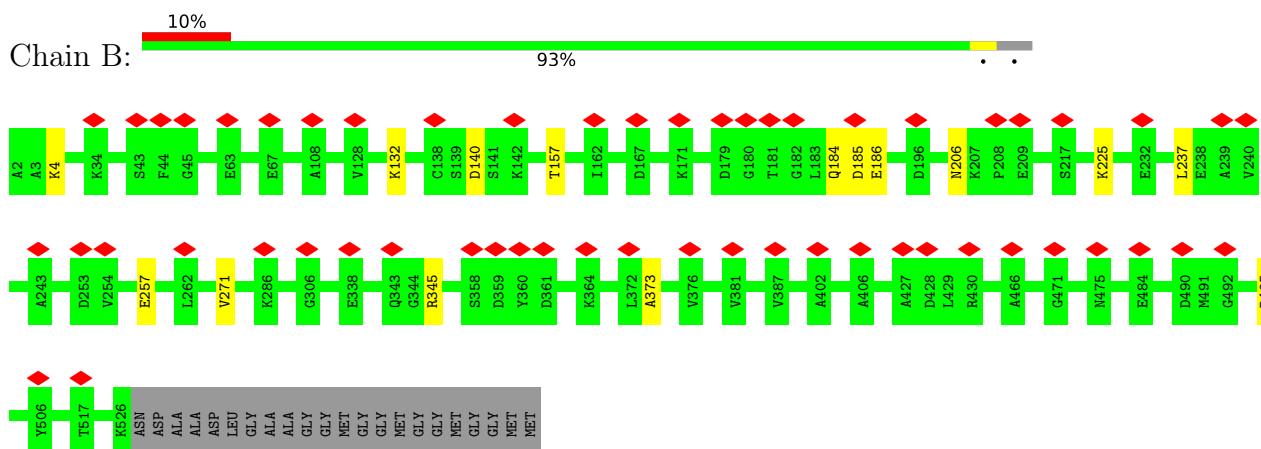 10%
Chain B:
93%
• •
A2 A3 K4 K34 S43 F44 G45 E63 E67 A108 V128 K132 C138 S139 D140 S141 K142 T157 I162 D167 K171 D179 G180 T181 G182 L183 Q184 D185 E186 D196 N206 K207 P208 E209 S217 K225 E232 L237 E238 A239 V240
A243 D253 V254 E257 L262 V271 K286 G306 E338 Q343 G344 R345 S358 D359 Y360 D361 K364 L372 A373 V376 V381 V387 A402 A406 A427 D428 L429 R430 A466 G471 N475 E484 D490 M491 G492
Y506 T517 K526 ASN ASP ALA ALA ASP LEU GLY ALA ALA GLY GLY MET GLY GLY MET GLY GLY MET GLY GLY MET MET